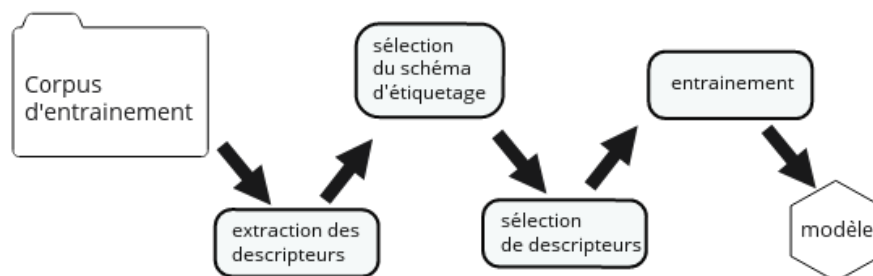 Corpus
d'entrainement
extraction des
descripteurs
sélection
du schéma
d'étiquetage
sélection
de descripteurs
entrainement
modèle